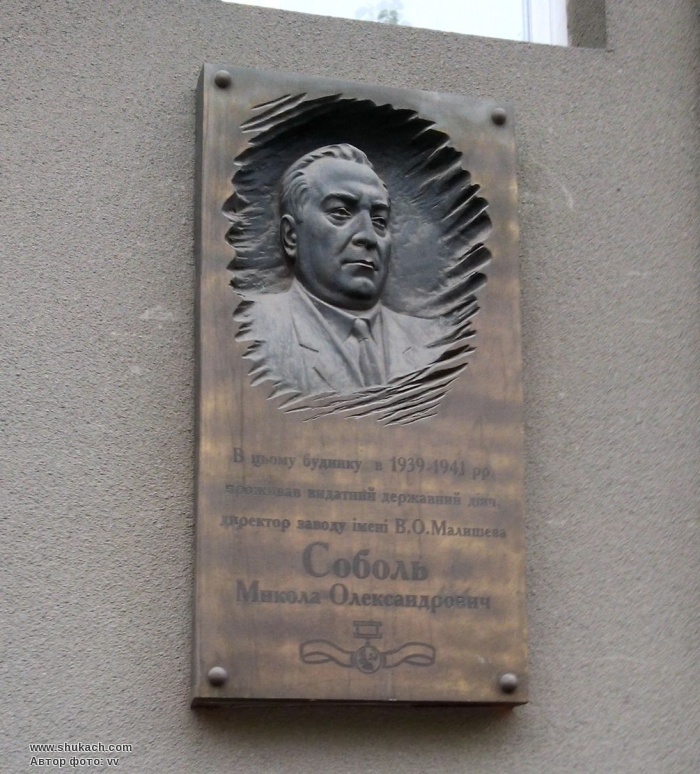 В цьому будинку в 1939-1941 рр.
проживав видатний державний діяч,
директор заводу імені В.О.Малишева
Соболь
Микола Олександрович
www.shukach.com
Автор фото: vv